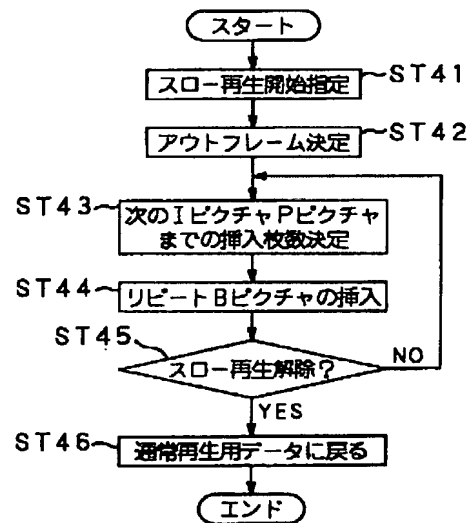 スタート
スロー再生開始指定
ST41
アウトフレーム決定
ST42
ST43
次のIピクチャPピクチャ
までの挿入枚数決定
ST44
リピートBピクチャの挿入
ST45
スロー再生解除?
NO
YES
ST46
通常再生用データに戻る
エンド